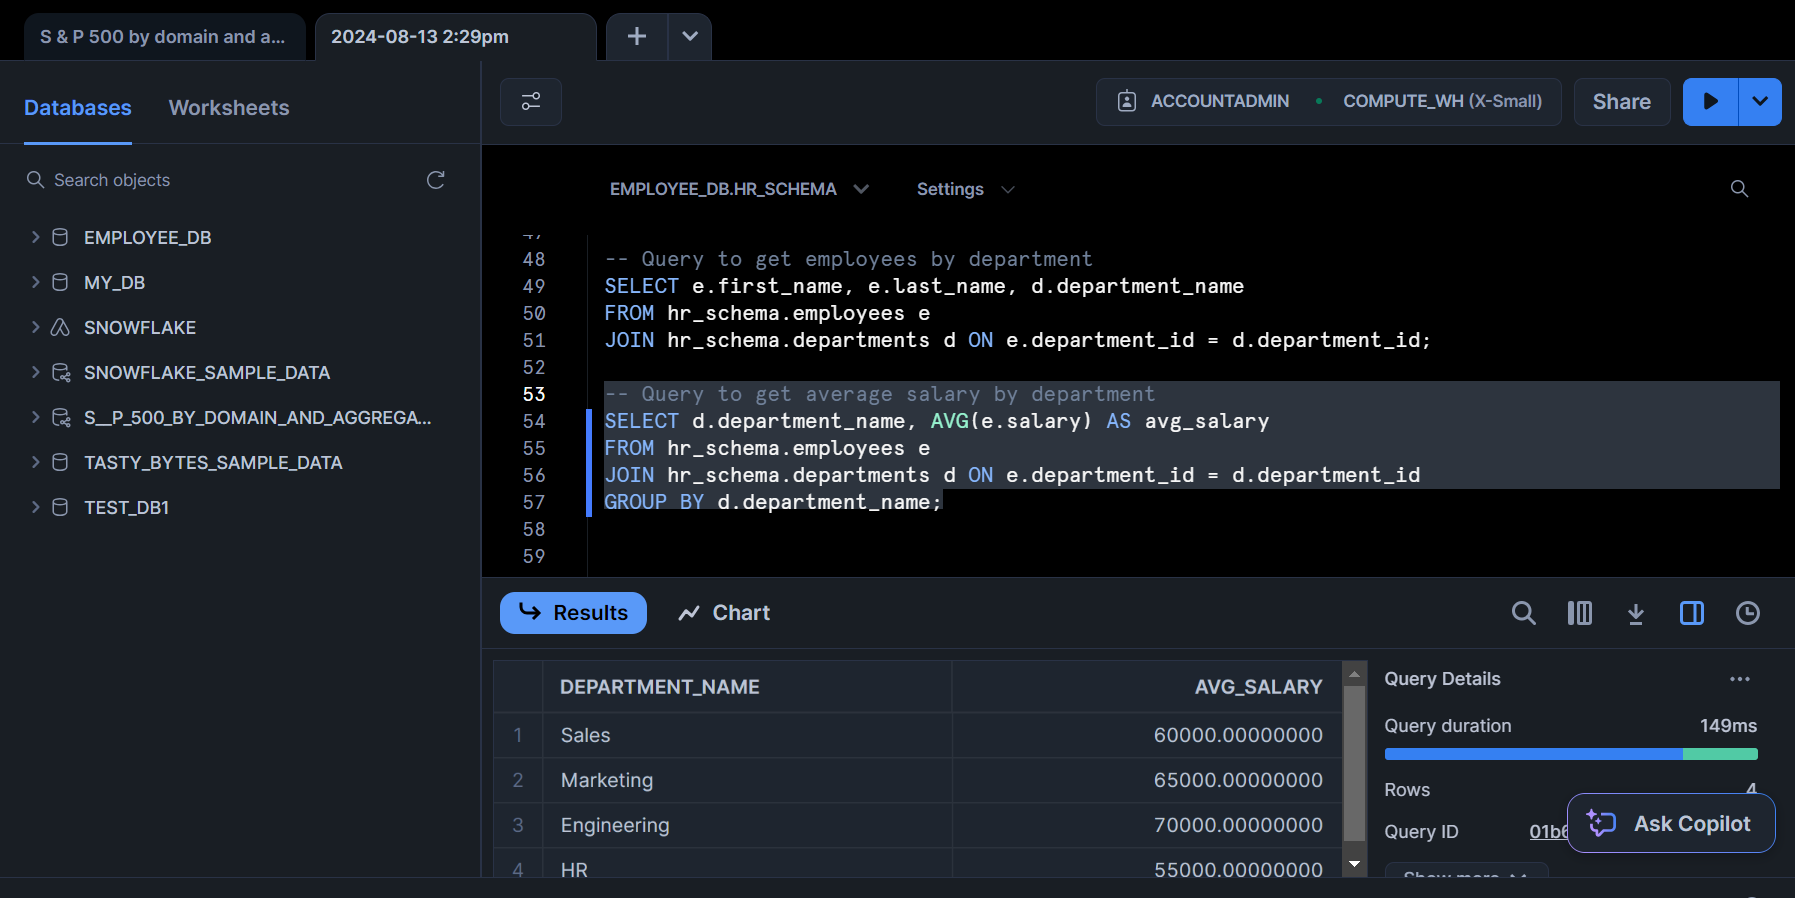 S & P 500 by domain and a...
2024-08-13 2:29pm
Databases
Worksheets
ACCOUNTADMIN
COMPUTE_WH (X-Small)
Share
Search objects
EMPLOYEE_DB
MY_DB
SNOWFLAKE
SNOWFLAKE_SAMPLE_DATA
S__P_500_BY_DOMAIN_AND_AGGREGA...
TASTY_BYTES_SAMPLE_DATA
TEST_DB1
EMPLOYEE_DB.HR_SCHEMA
Settings
47
48 -- Query to get employees by department
49 SELECT e.first_name, e.last_name, d.department_name
50 FROM hr_schema.employees e
51 JOIN hr_schema.departments d ON e.department_id = d.department_id;
52
53 -- Query to get average salary by department
54 SELECT d.department_name, AVG(e.salary) AS avg_salary
55 FROM hr_schema.employees e
56 JOIN hr_schema.departments d ON e.department_id = d.department_id
57 GROUP BY d.department_name;
58
59
Results
Chart
DEPARTMENT_NAME AVG_SALARY
1 Sales 60000.00000000
2 Marketing 65000.00000000
3 Engineering 70000.00000000
4 HR 55000.00000000
Query Details
...
Query duration 149ms
Rows 4
Query ID 01b6
Show more
Ask Copilot